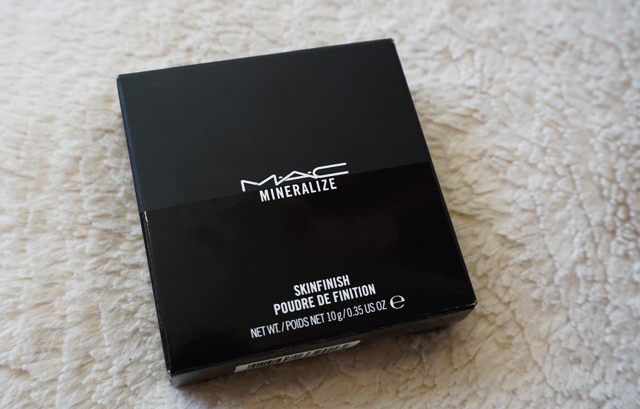 M·A·C
MINERALIZE
SKINFINISH
POUDRE DE FINITION
NET WT. / POIDS NET 10 g / 0.35 US OZ ℮